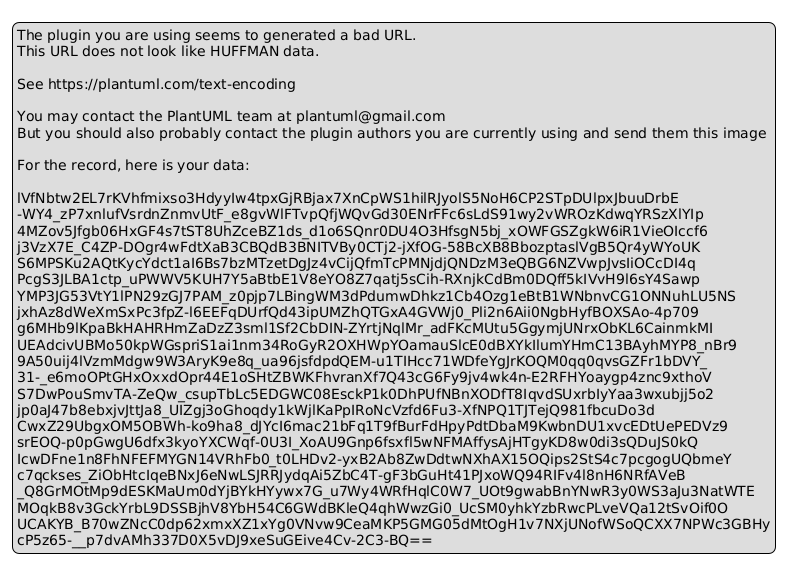 The plugin you are using seems to generated a bad URL.
This URL does not look like HUFFMAN data.
See https://plantuml.com/text-encoding
You may contact the PlantUML team at plantuml@gmail.com
But you should also probably contact the plugin authors you are currently using and send them this image
For the record, here is your data:
lVfNbtw2EL7rKVhfmixso3HdyyIw4tpxGjRBjax7XnCpWS1hilRJyolS5NoH6CP2STpDUlpxJbuuDrbE
-WY4_zP7xnlufVsrdnZnmvUtF_e8gvWlFTvpQfjWQvGd30ENrFFc6sLdS91wy2vWROzKdwqYRSzXlYIp
4MZov5Jfgb06HxGF4s7tST8UhZceBZ1ds_d1o6SQnr0DU4O3HfsgN5bj_xOWFGSZgkW6iR1VieOIccf6
j3VzX7E_C4ZP-DOgr4wFdtXaB3CBQdB3BNITVBy0CTj2-jXfOG-58BcXB8BbozptaslVgB5Qr4yWYoUK
S6MPSKu2AQtKycYdct1aI6Bs7bzMTzetDgJz4vCijQfmTcPMNjdjQNDzM3eQBG6NZVwpJvsIiOCcDI4q
PcgS3JLBA1ctp_uPWWV5KUH7Y5aBtbE1V8eYO8Z7qatj5sCih-RXnjkCdBm0DQff5kIVvH9l6sY4Sawp
YMP3JG53VtY1lPN29zGJ7PAM_z0pjp7LBingWM3dPdumwDhkz1Cb4Ozg1eBtB1WNbnvCG1ONNuhLU5NS
jxhAz8dWeXmSxPc3fpZ-l6EEFqDUrfQd43ipUMZhQTGxA4GVWj0_Pli2n6Aii0NgbHyfBOXSAo-4p709
g6MHb9lKpaBkHAHRHmZaDzZ3sml1Sf2CbDIN-ZYrtjNqlMr_adFKcMUtu5GgymjUNrxObKL6CainmkMI
UEAdcivUBMo50kpWGspriS1ai1nm34RoGyR2OXHWpYOamauSlcE0dBXYkIlumYHmC13BAyhMYP8_nBr9
9A50uij4lVzmMdgw9W3AryK9e8q_ua96jsfdpdQEM-u1TIHcc71WDfeYgJrKOQM0qq0qvsGZFr1bDVY_
31-_e6moOPtGHxOxxdOpr44E1oSHtZBWKFhvranXf7Q43cG6Fy9jv4wk4n-E2RFHYoaygp4znc9xthoV
S7DwPouSmvTA-ZeQw_csupTbLc5EDGWC08EsckP1k0DhPUfNBnXODfT8IqvdSUxrbIyYaa3wxubjj5o2
jp0aJ47b8ebxjvJttJa8_UIZgj3oGhoqdy1kWjlKaPpIRoNcVzfd6Fu3-XfNPQ1TJTejQ981fbcuDo3d
CwxZ29UbgxOM5OBWh-ko9ha8_dJYcI6mac21bFq1T9fBurFdHpyPdtDbaM9KwbnDU1xvcEDtUePEDVz9
srEOQ-p0pGwgU6dfx3kyoYXCWqf-0U3I_XoAU9Gnp6fsxfl5wNFMAffysAjHTgyKD8w0di3sQDuJS0kQ
IcwDFne1n8FhNFEFMYGN14VRhFb0_t0LHDv2-yxB2Ab8ZwDdtwNXhAX15OQips2StS4c7pcgogUQbmeY
c7qckses_ZiObHtcIqeBNxJ6eNwLSJRRJydqAi5ZbC4T-gF3bGuHt41PJxoWQ94RIFv4l8nH6NRfAVeB
_Q8GrMOtMp9dESKMaUm0dYjBYkHYywx7G_u7Wy4WRfHqlC0W7_UOt9gwabBnYNwR3y0WS3aJu3NatWTE
MOqkB8v3GckYrbL9DSSBjhV8YbH54C6GWdBKleQ4qhWwzGi0_UcSM0yhkYzbRwcPLveVQa12tSvOif0O
UCAKYB_B70wZNcC0dp62xmxXZ1xYg0VNvw9CeaMKP5GMG05dMtOgH1v7NXjUNofWSoQCXX7NPWc3GBHy
cP5z65-__p7dvAMh337D0X5vDJ9xeSuGEive4Cv-2C3-BQ==